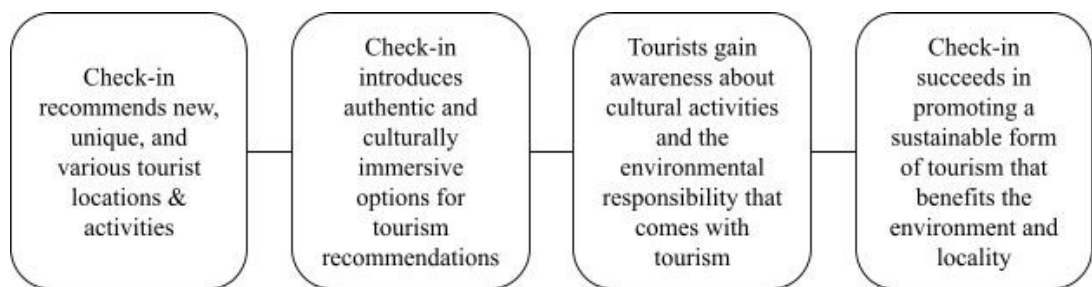 Check-in
recommends new,
unique, and
various tourist
locations &
activities
Check-in
introduces
authentic and
culturally
immersive
options for
tourism
recommendations
Tourists gain
awareness about
cultural activities
and the
environmental
responsibility that
comes with
tourism
Check-in
succeeds in
promoting a
sustainable form
of tourism that
benefits the
environment and
locality